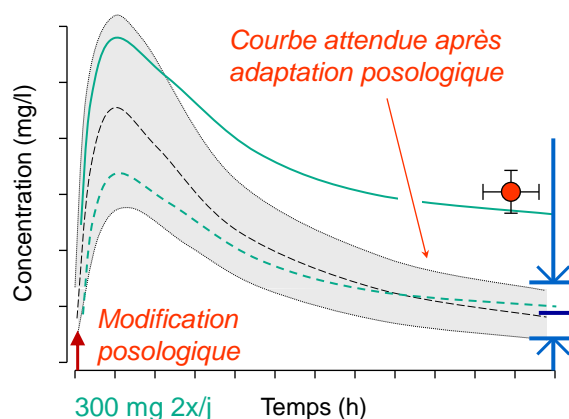 Courbe attendue après
adaptation posologique
Concentration (mg/l)
Modification
posologique
300 mg 2x/j
Temps (h)